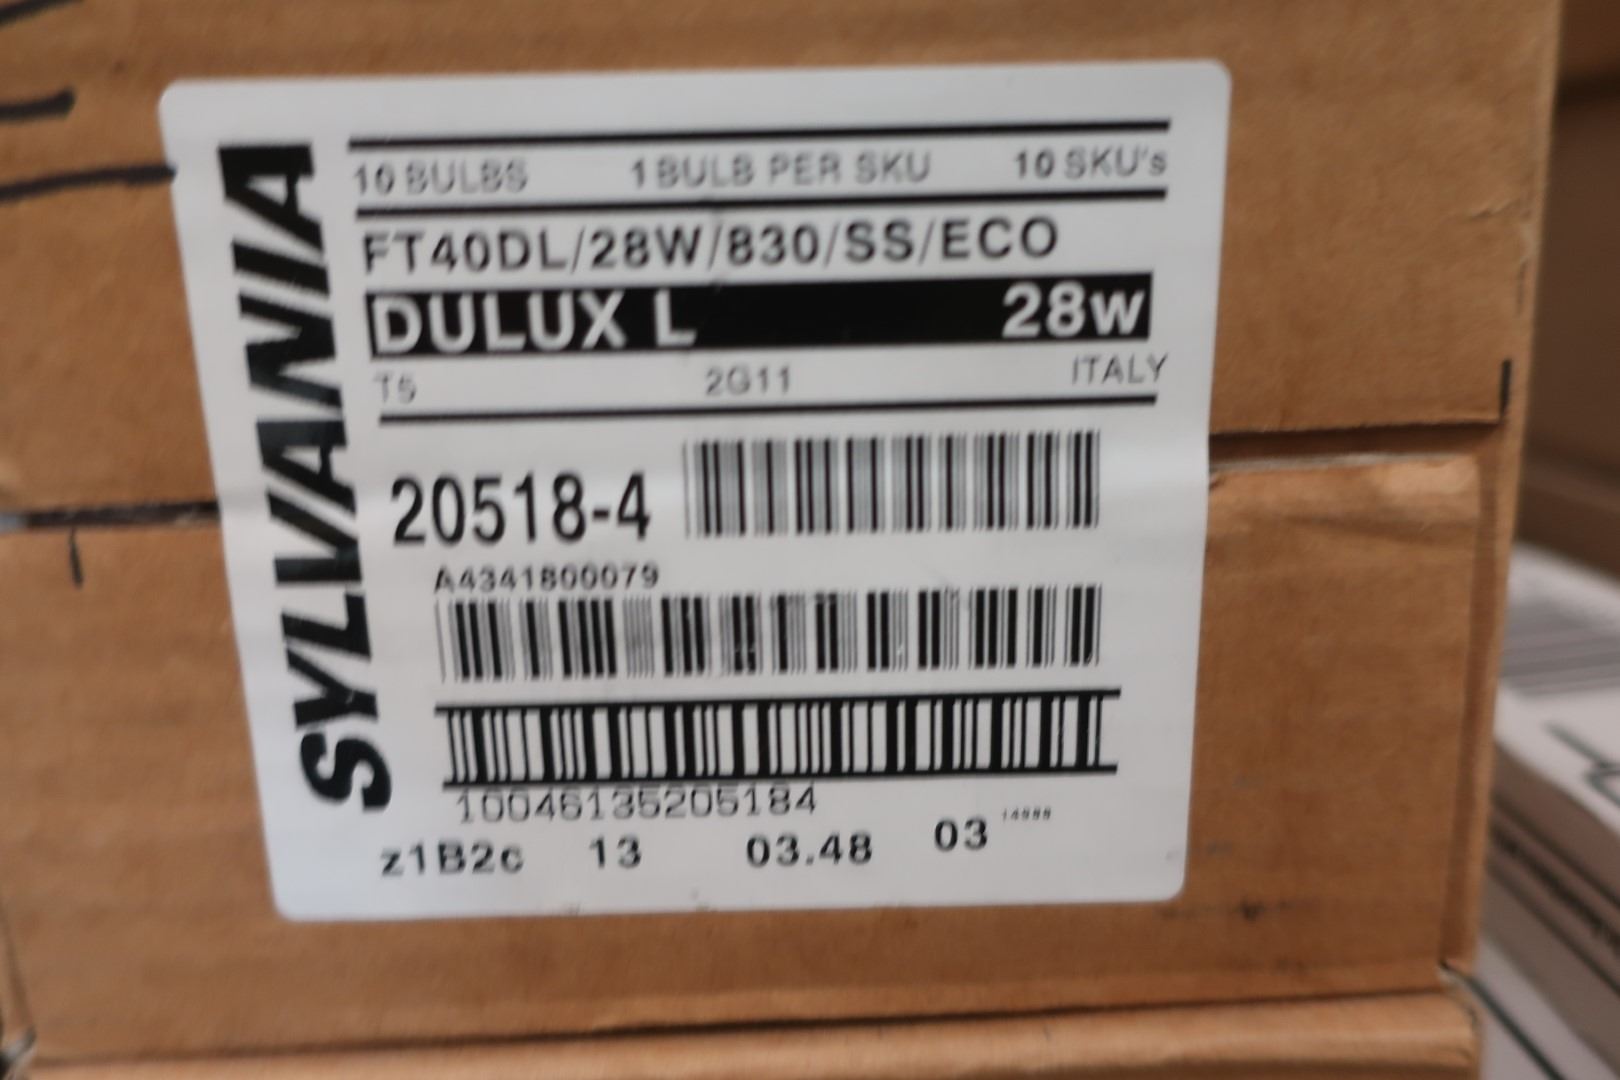 SYLVANIA
10 BULBS 1 BULB PER SKU 10 SKU's
FT40DL/28W/830/SS/ECO
DULUX L 28W
T5 2G11 ITALY
20518-4
A4341800079
10046135205184
z1B2c 13 03.48 03